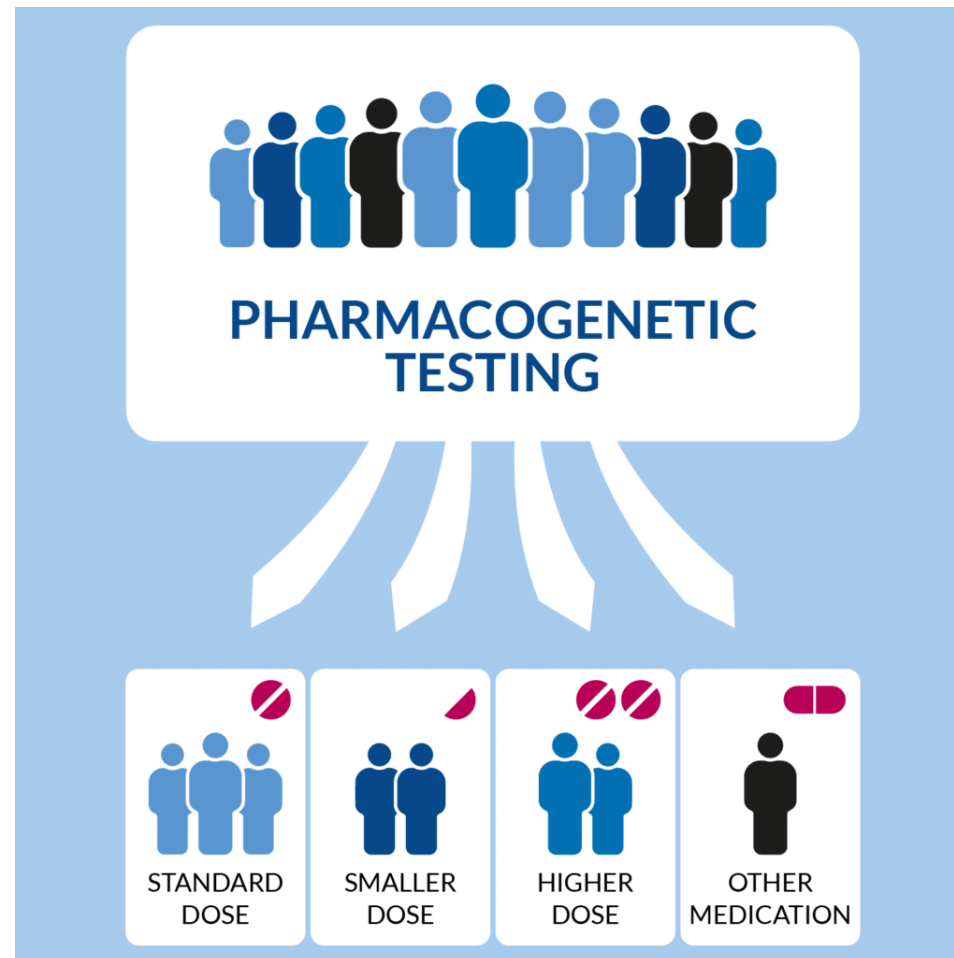 PHARMACOGENETIC
TESTING
STANDARD
DOSE
SMALLER
DOSE
HIGHER
DOSE
OTHER
MEDICATION